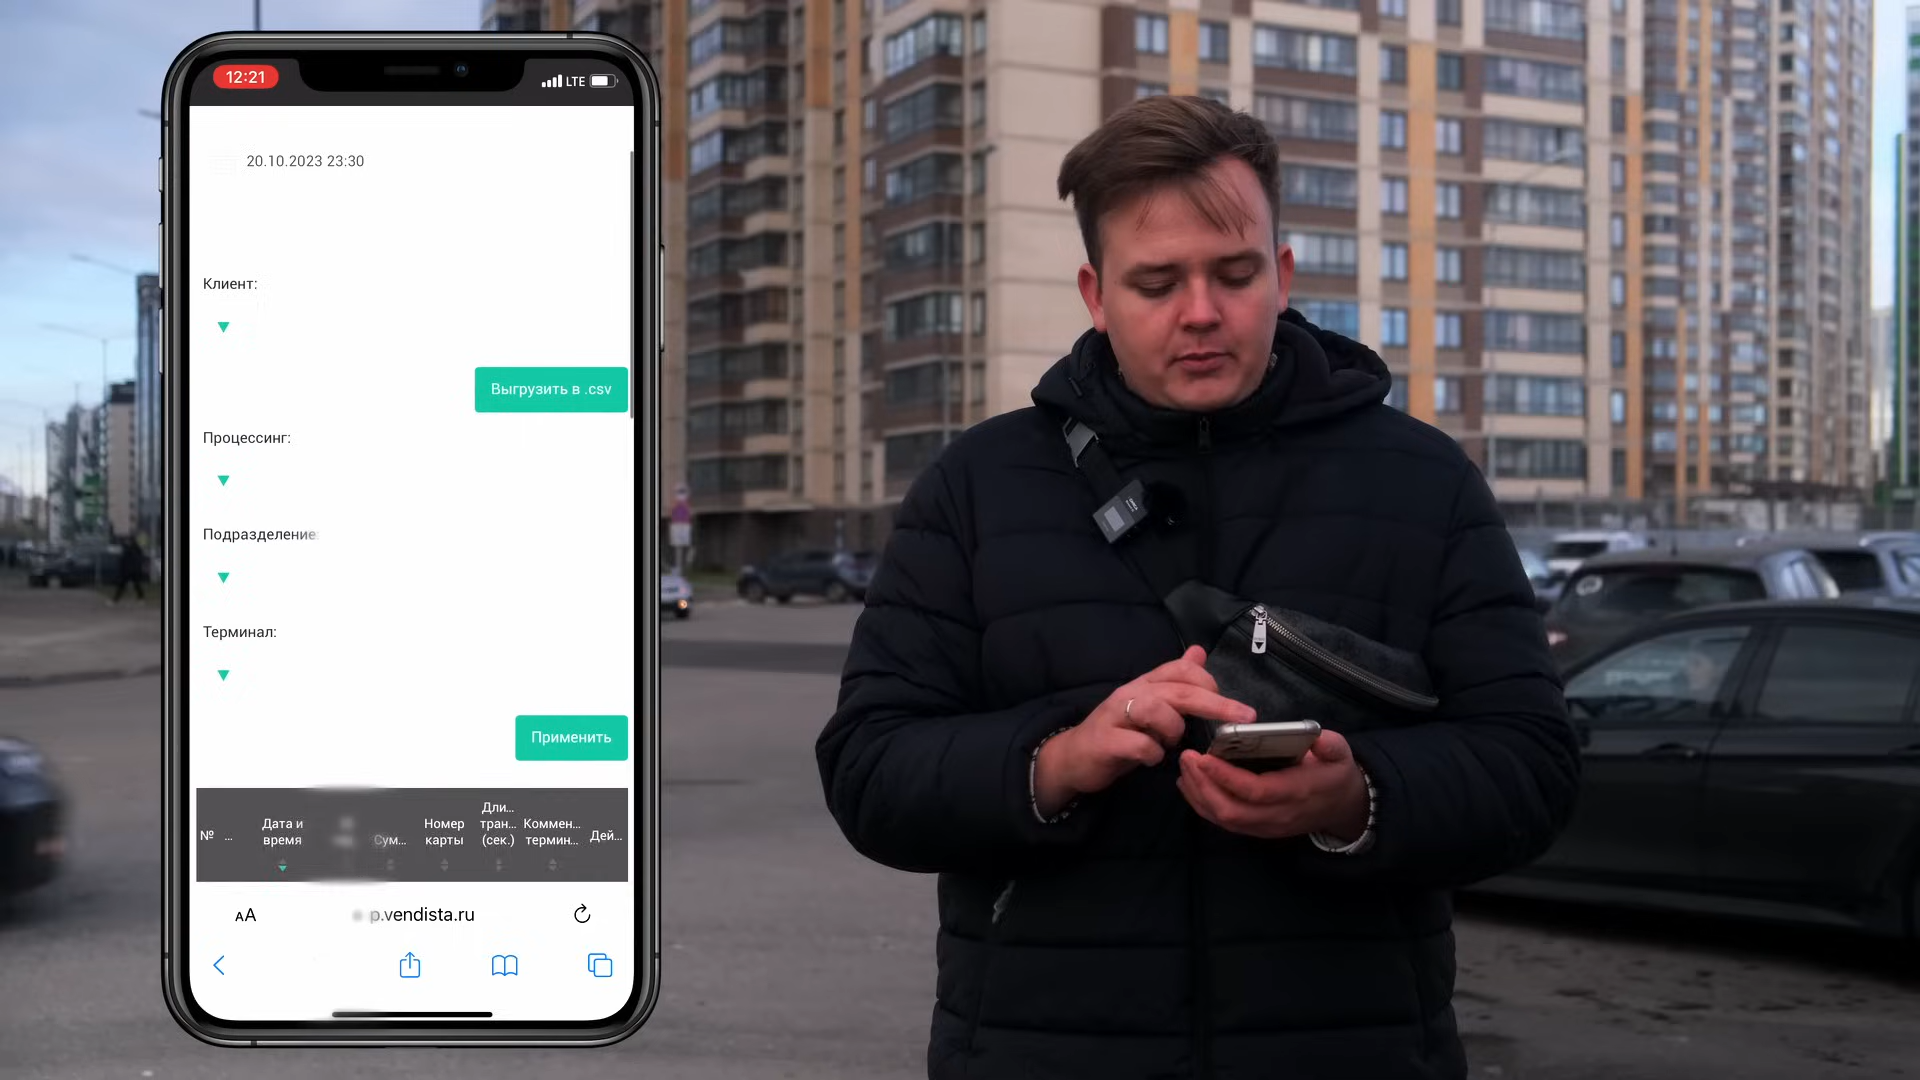 12:21
LTE
20.10.2023 23:30
Клиент:
Выгрузить в .csv
Процессинг:
Подразделение:
Терминал:
Применить
№ ... Дата и время Сум... Номер карты Дли... тран... (сек.) Коммен... термин... Дей...
AA p.vendista.ru